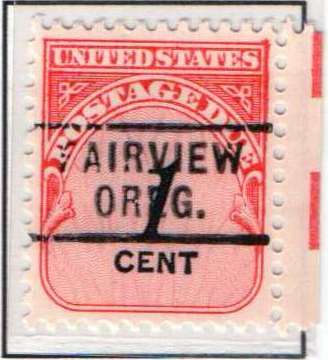 UNITED STATES
POSTAGE DUE
AIRVIEW
OREG.
1
CENT